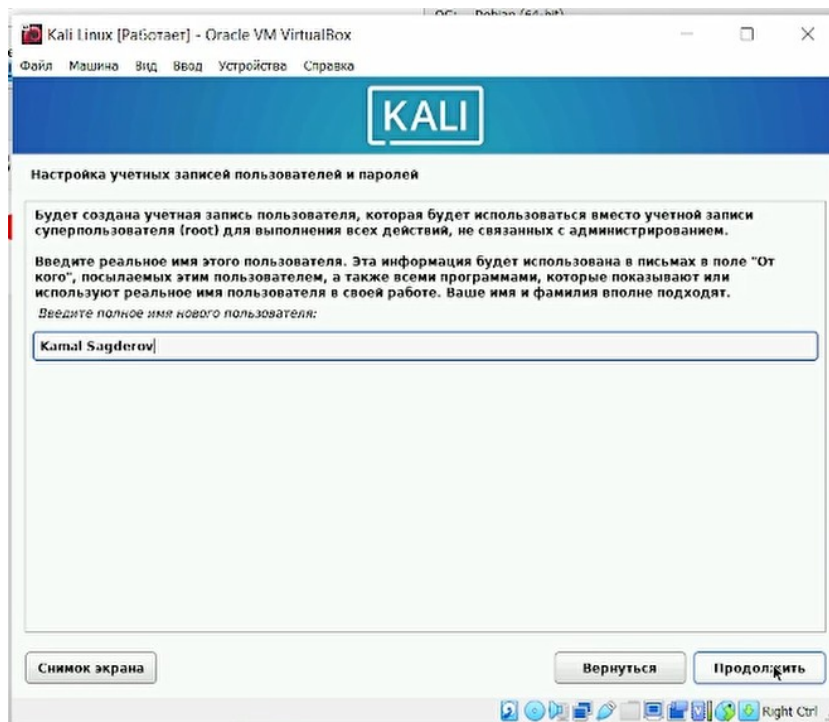 ОС: Debian (64-bit)
Kali Linux [Работает] - Oracle VM VirtualBox
Файл Машина Вид Ввод Устройства Справка
KALI
Настройка учетных записей пользователей и паролей
Будет создана учетная запись пользователя, которая будет использоваться вместо учетной записи
суперпользователя (root) для выполнения всех действий, не связанных с администрированием.
Введите реальное имя этого пользователя. Эта информация будет использована в письмах в поле "От
кого", посылаемых этим пользователем, а также всеми программами, которые показывают или
используют реальное имя пользователя в своей работе. Ваше имя и фамилия вполне подходят.
Введите полное имя нового пользователя:
Kamal Sagderov
Снимок экрана Вернуться Продолжить
Right Ctrl